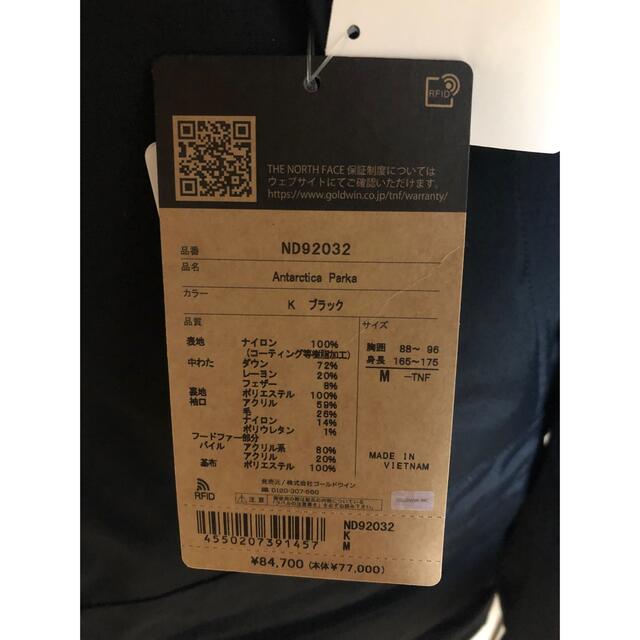 RFID
THE NORTH FACE 保証制度については
ウェブサイトにてご確認いただけます。
https://www.goldwin.co.jp/tnf/warranty/
品番 ND92032
品名 Antarctica Parka
カラー K ブラック
品質 サイズ
表地 ナイロン 100%
(コーティング等樹脂加工)
中わた ダウン 72%
レーヨン 20%
フェザー 8%
裏地 ポリエステル 100%
袖口 アクリル 59%
毛 26%
ナイロン 14%
ポリウレタン 1%
フードファー部分
パイル アクリル系 80%
アクリル 20%
基布 ポリエステル 100%
胸囲 88~ 96
身長 165~175
M -TNF
MADE IN
VIETNAM
発売元/株式会社ゴールドウイン
0120-307-560
RFID
注意
GOLDWIN INC.
4550207391457
ND92032
K
M
¥84,700 (本体¥77,000)